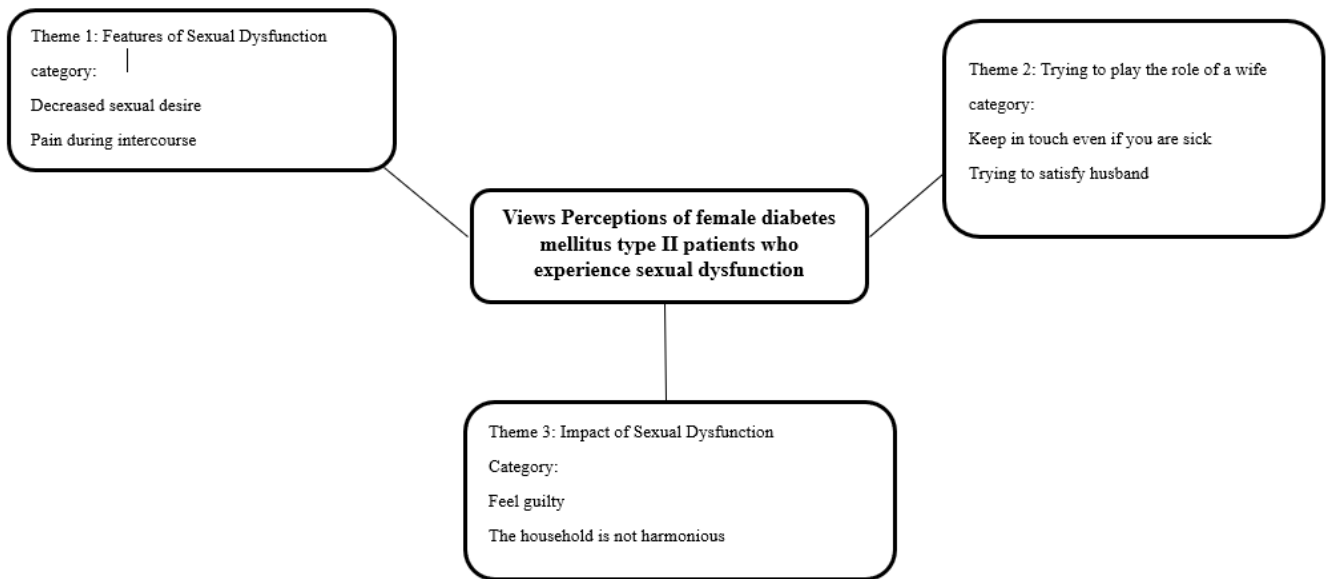 Theme 1: Features of Sexual Dysfunction
category:
Decreased sexual desire
Pain during intercourse
Theme 2: Trying to play the role of a wife
category:
Keep in touch even if you are sick
Trying to satisfy husband
Views Perceptions of female diabetes
mellitus type II patients who
experience sexual dysfunction
Theme 3: Impact of Sexual Dysfunction
Category:
Feel guilty
The household is not harmonious